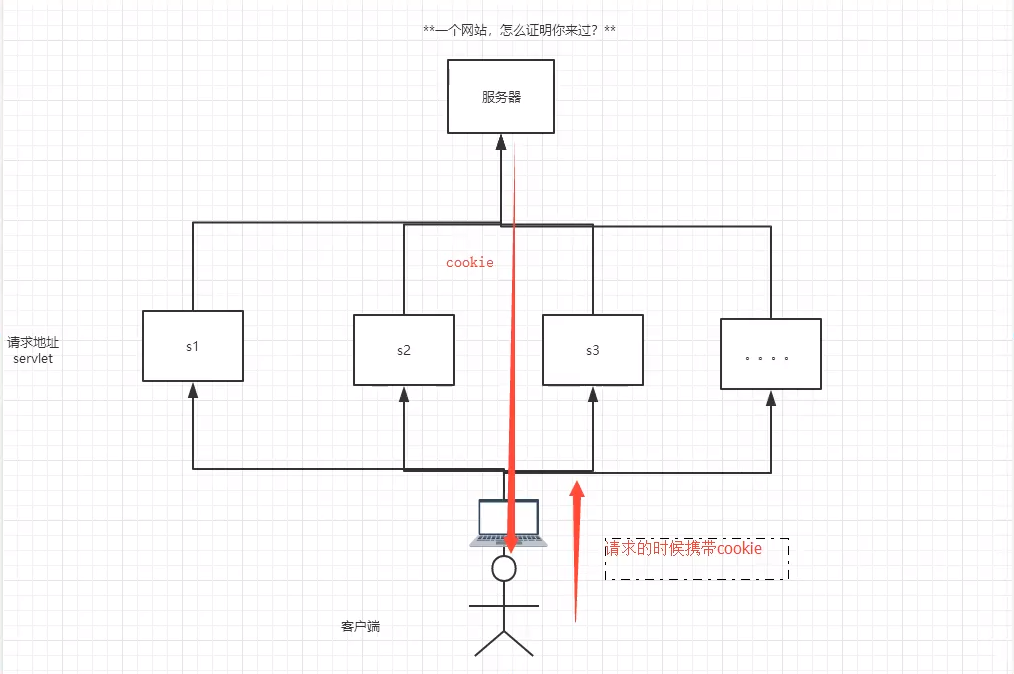 **一个网站，怎么证明你来过？**
服务器
cookie
请求地址
servlet
s1
s2
s3
。。。。
请求的时候携带cookie
客户端